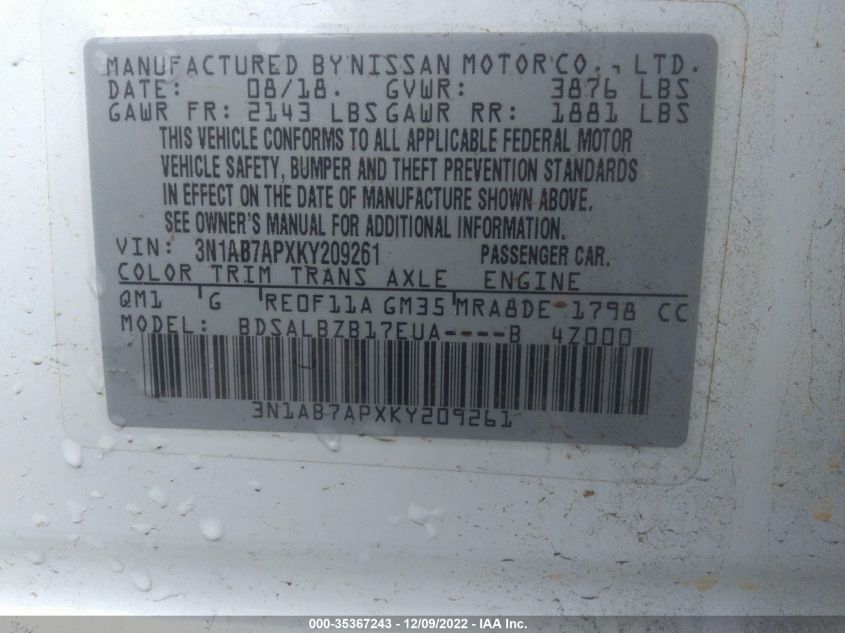 MANUFACTURED BY NISSAN MOTOR CO., LTD.
DATE: 08/18. GVWR: 3876 LBS
GAWR FR: 2143 LBS GAWR RR: 1881 LBS
THIS VEHICLE CONFORMS TO ALL APPLICABLE FEDERAL MOTOR
VEHICLE SAFETY, BUMPER AND THEFT PREVENTION STANDARDS
IN EFFECT ON THE DATE OF MANUFACTURE SHOWN ABOVE.
SEE OWNER'S MANUAL FOR ADDITIONAL INFORMATION.
VIN: 3N1AB7APXKY209261 PASSENGER CAR.
COLOR TRIM TRANS AXLE ENGINE
QM1 G RE0F11A GM35 MRA8DE 1798 CC
MODEL: BDSALBZB17EUA----B 4Z000
3N1AB7APXKY209261
000-35367243 - 12/09/2022 - IAA Inc.